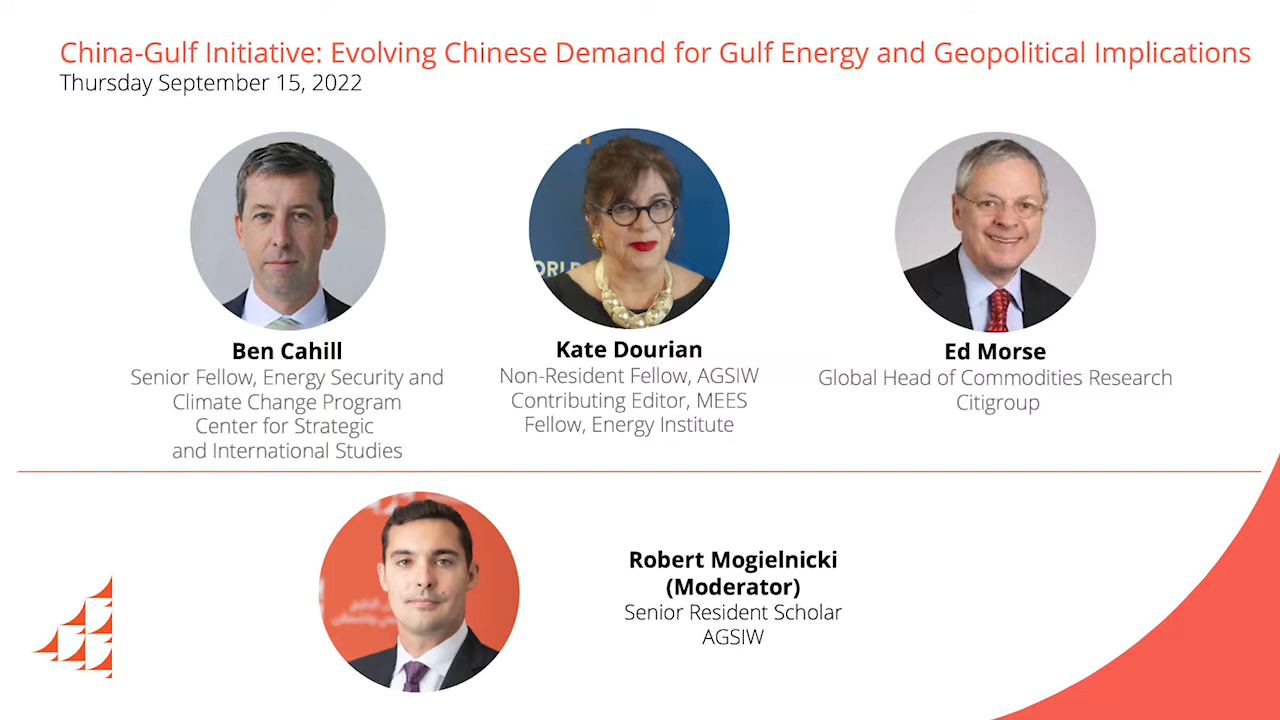 China-Gulf Initiative: Evolving Chinese Demand for Gulf Energy and Geopolitical Implications
Thursday September 15, 2022
ORLD
Ben Cahill
Senior Fellow, Energy Security and
Climate Change Program
Center for Strategic
and International Studies
Kate Dourian
Non-Resident Fellow, AGSIW
Contributing Editor, MEES
Fellow, Energy Institute
Ed Morse
Global Head of Commodities Research
Citigroup
Robert Mogielnicki
(Moderator)
Senior Resident Scholar
AGSIW